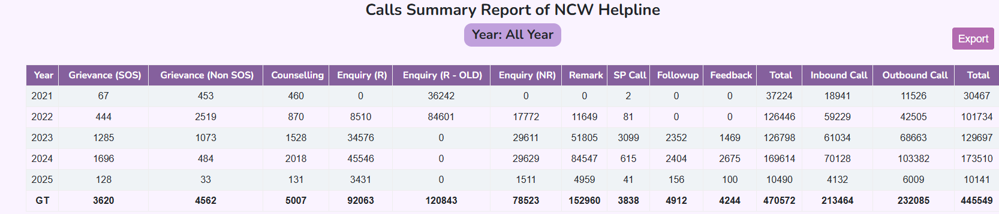 Calls Summary Report of NCW Helpline
Year: All Year
Export
Year Grievance (SOS) Grievance (Non SOS) Counselling Enquiry (R) Enquiry (R - OLD) Enquiry (NR) Remark SP Call Followup Feedback Total Inbound Call Outbound Call Total
2021 67 453 460 0 36242 0 0 2 0 0 37224 18941 11526 30467
2022 444 2519 870 8510 84601 17772 11649 81 0 0 126446 59229 42505 101734
2023 1285 1073 1528 34576 0 29611 51805 3099 2352 1469 126798 61034 68663 129697
2024 1696 484 2018 45546 0 29629 84547 615 2404 2675 169614 70128 103382 173510
2025 128 33 131 3431 0 1511 4959 41 156 100 10490 4132 6009 10141
GT 3620 4562 5007 92063 120843 78523 152960 3838 4912 4244 470572 213464 232085 445549